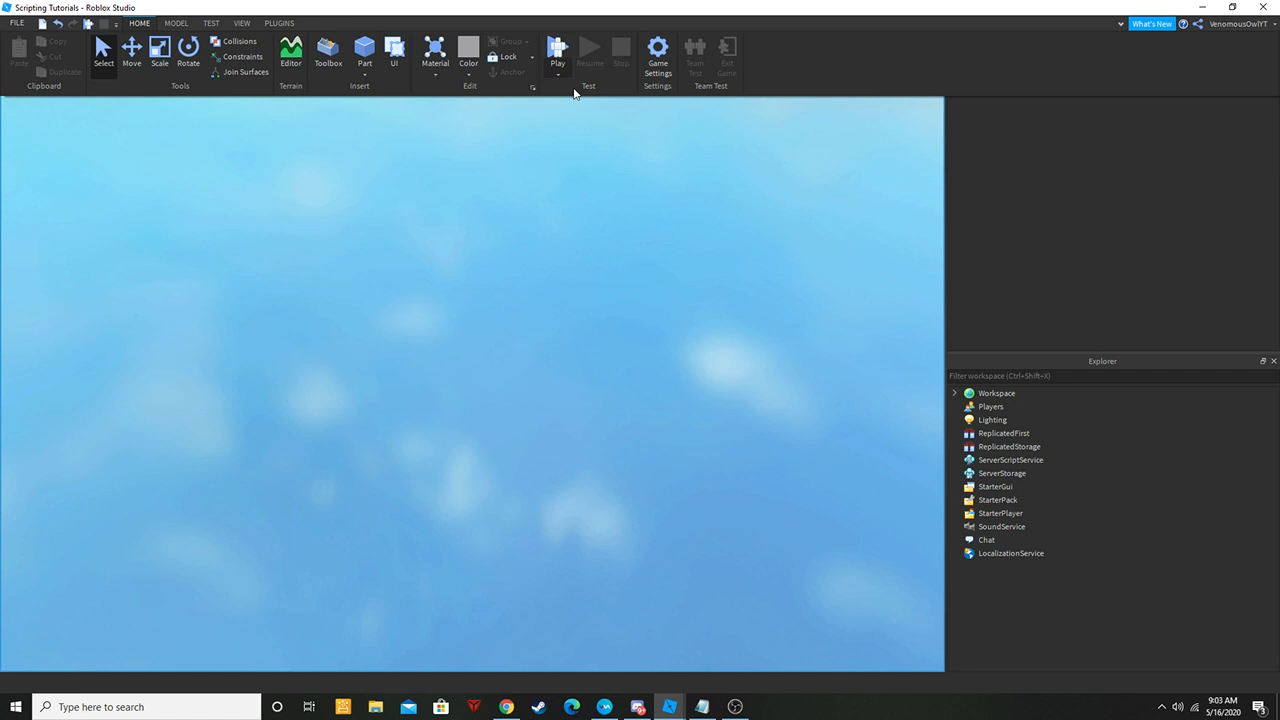 Scripting Tutorials - Roblox Studio
FILE HOME MODEL TEST VIEW PLUGINS What's New VenomousOwlYT
Paste Copy Cut Duplicate Clipboard
Select Move Scale Rotate Collisions Constraints Join Surfaces Tools
Editor Terrain
Toolbox Part UI Insert
Material Color Group Lock Anchor Edit
Play Resume Stop Test
Game Settings Settings
Team Test Exit Game Team Test
Explorer
Filter workspace (Ctrl+Shift+X)
Workspace
Players
Lighting
ReplicatedFirst
ReplicatedStorage
ServerScriptService
ServerStorage
StarterGui
StarterPack
StarterPlayer
SoundService
Chat
LocalizationService
Type here to search
9:03 AM
5/16/2020